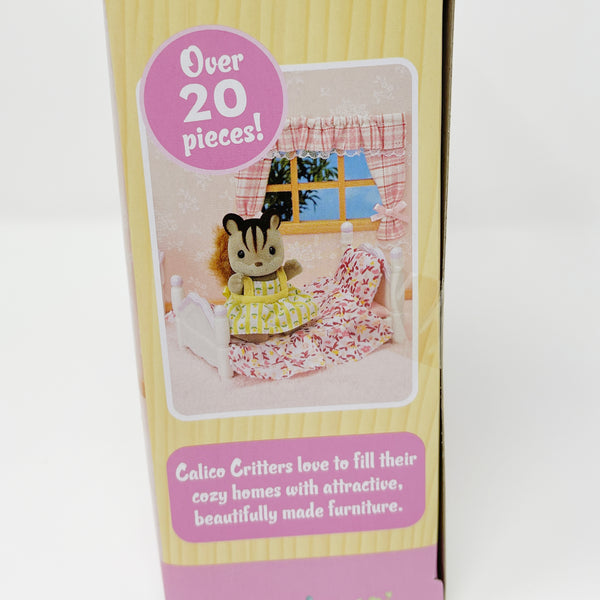 Over
20
pieces!
Calico Critters love to fill their
cozy homes with attractive,
beautifully made furniture.